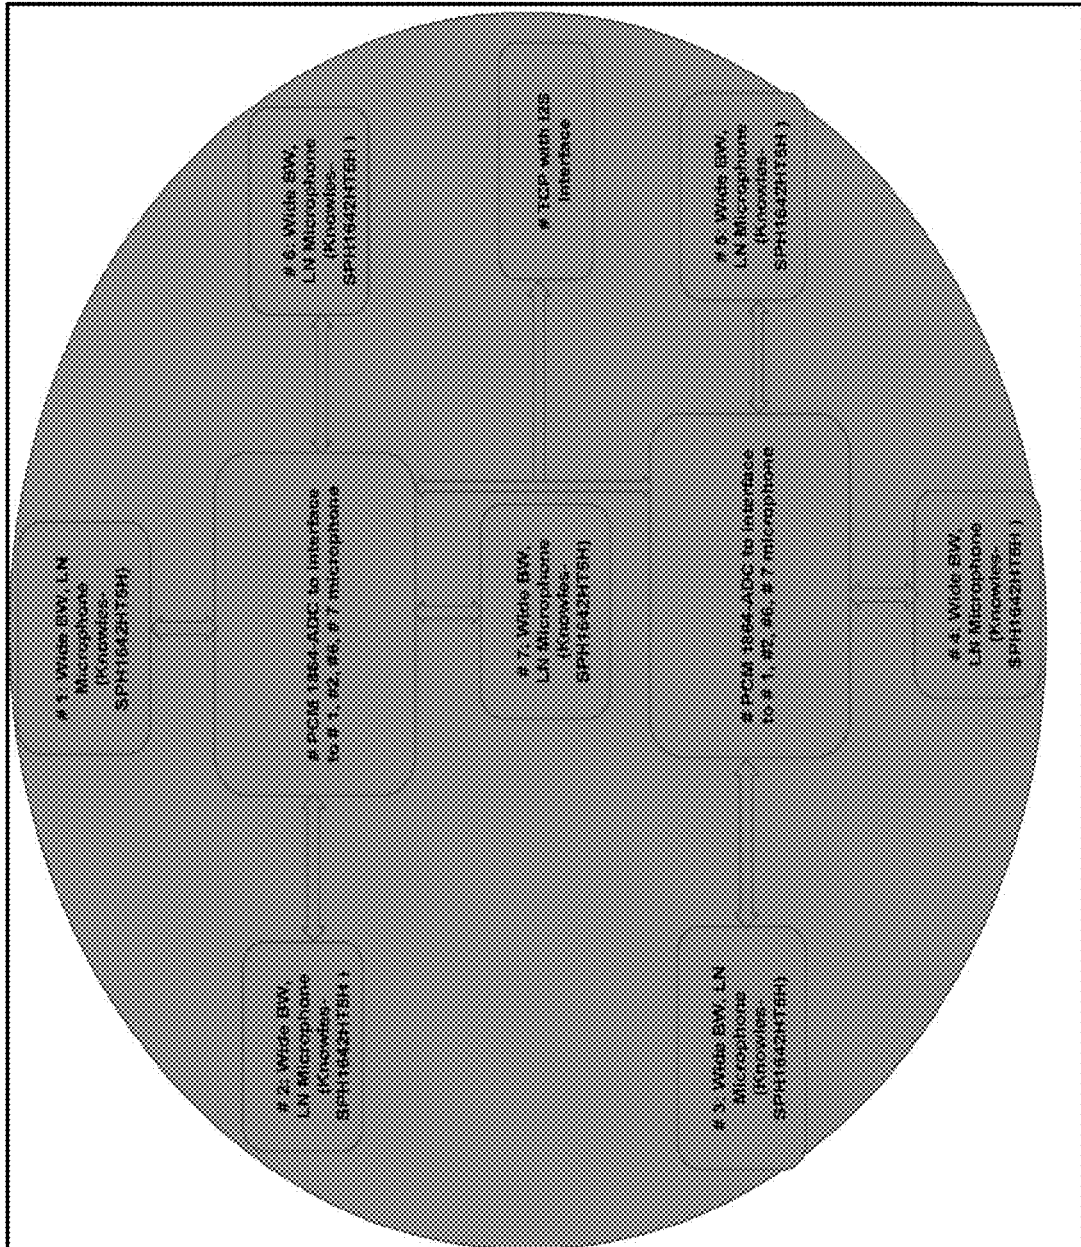 # 1: Wide BW, LN
Microphone
(Knowles-
SPH1642HT5H)
# 2: Wide BW,
LN Microphone
(Knowles-
SPH1642HT5H )
# PCM 1864-ADC to interface
to # 1, #2, #6, # 7 microphone
# 6: Wide BW,
LN Microphone
(Knowles-
SPH1642HT5H )
# 7: Wide BW,
LN Microphone
(Knowles-
SPH1642HT5H)
# TCP with I2S
interface
# 3: Wide BW, LN
Microphone
(Knowles-
SPH1642HT5H)
# PCM 1864-ADC to interface
to # 1, #2, #6, # 7 microphone
# 5: Wide BW,
LN Microphone
(Knowles-
SPH1642HT5H )
# 4: Wide BW,
LN Microphone
(Knowles-
SPH1642HT5H )